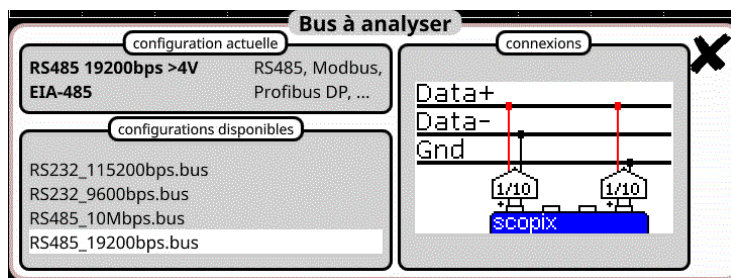 Bus à analyser
configuration actuelle
RS485 19200bps >4V RS485, Modbus,
EIA-485 Profibus DP, ...
configurations disponibles
RS232_115200bps.bus
RS232_9600bps.bus
RS485_10Mbps.bus
RS485_19200bps.bus
connexions
Data+
Data-
Gnd
1/10 1/10
+ +
scopix